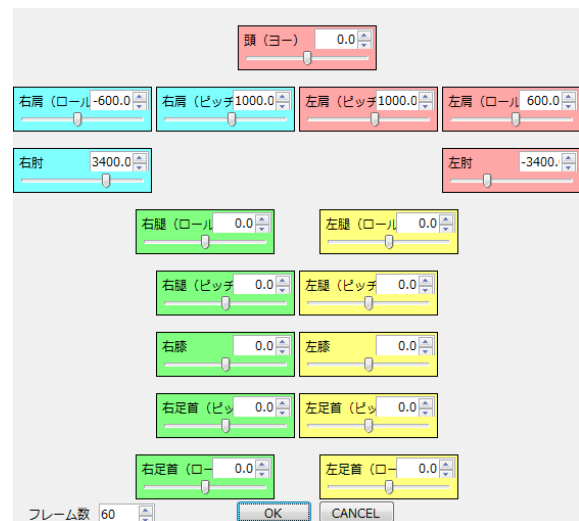 頭（ヨー） 0.0
右肩（ロール -600.0 右肩（ピッチ 1000.0 左肩（ピッチ 1000.0 左肩（ロール 600.0
右肘 3400.0 左肘 -3400.
右腿（ロール 0.0 左腿（ロール 0.0
右腿（ピッチ 0.0 左腿（ピッチ 0.0
右膝 0.0 左膝 0.0
右足首（ピッ 0.0 左足首（ピッ 0.0
右足首（ロー 0.0 左足首（ロー 0.0
フレーム数 60 OK CANCEL